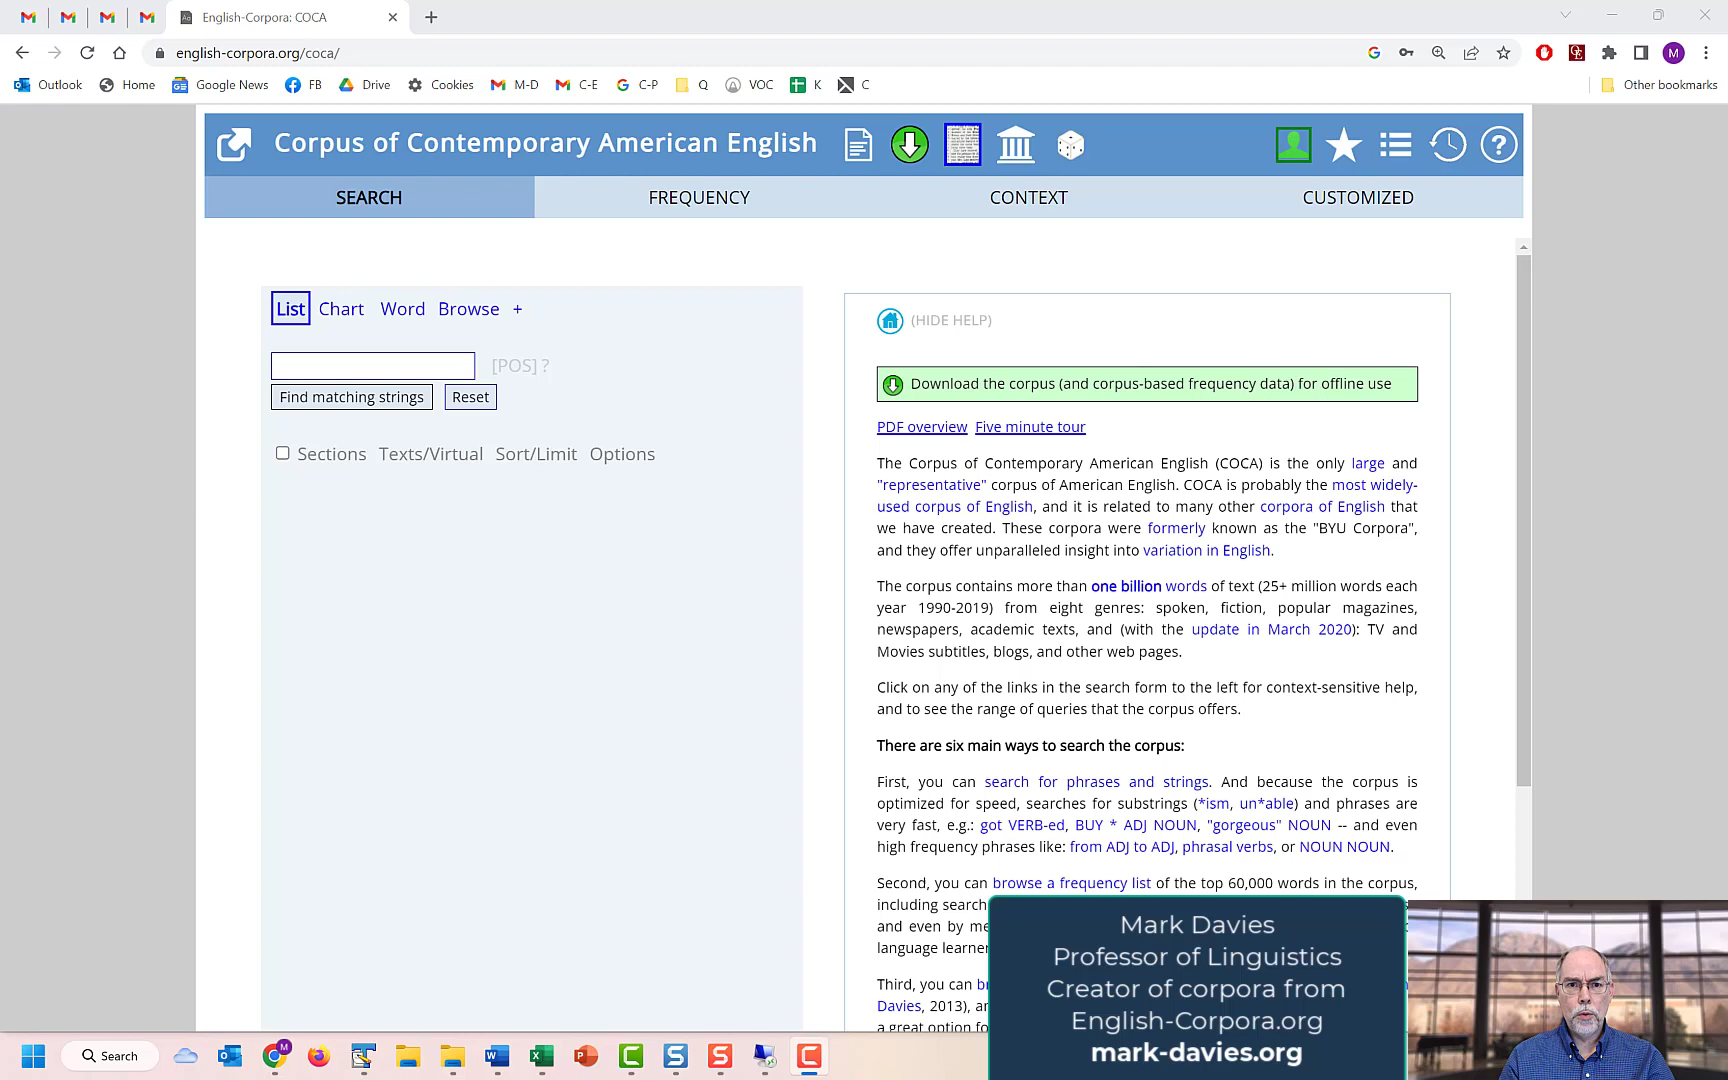 English-Corpora: COCA
english-corpora.org/coca/
M
Outlook Home Google News FB Drive Cookies M-D C-E C-P Q VOC K C Other bookmarks
Corpus of Contemporary American English
SEARCH FREQUENCY CONTEXT CUSTOMIZED
List Chart Word Browse +
[POS] ?
Find matching strings Reset
Sections Texts/Virtual Sort/Limit Options
(HIDE HELP)
Download the corpus (and corpus-based frequency data) for offline use
PDF overview Five minute tour
The Corpus of Contemporary American English (COCA) is the only large and
"representative" corpus of American English. COCA is probably the most widely-
used corpus of English, and it is related to many other corpora of English that
we have created. These corpora were formerly known as the "BYU Corpora",
and they offer unparalleled insight into variation in English.
The corpus contains more than one billion words of text (25+ million words each
year 1990-2019) from eight genres: spoken, fiction, popular magazines,
newspapers, academic texts, and (with the update in March 2020): TV and
Movies subtitles, blogs, and other web pages.
Click on any of the links in the search form to the left for context-sensitive help,
and to see the range of queries that the corpus offers.
There are six main ways to search the corpus:
First, you can search for phrases and strings. And because the corpus is
optimized for speed, searches for substrings (*ism, un*able) and phrases are
very fast, e.g.: got VERB-ed, BUY * ADJ NOUN, "gorgeous" NOUN -- and even
high frequency phrases like: from ADJ to ADJ, phrasal verbs, or NOUN NOUN.
Second, you can browse a frequency list of the top 60,000 words in the corpus,
including search
and even by me
language learner
Third, you can b
Davies, 2013), a
a great option fo
Mark Davies
Professor of Linguistics
Creator of corpora from
English-Corpora.org
mark-davies.org
Search